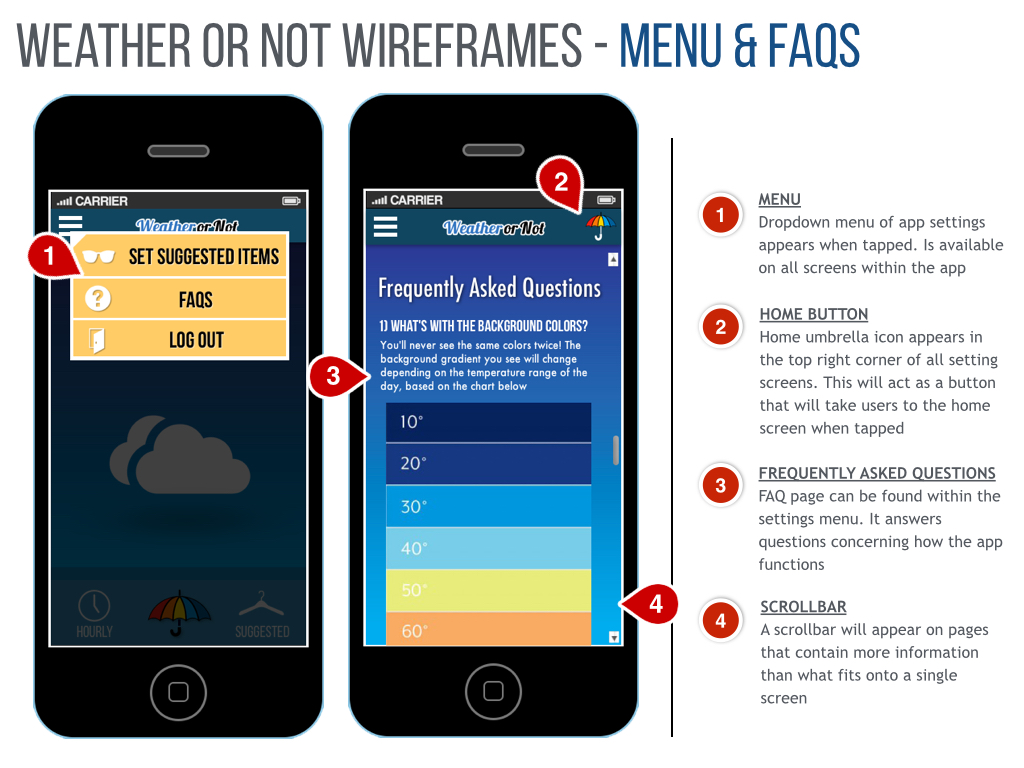 WEATHER OR NOT WIREFRAMES - MENU & FAQS
CARRIER
Weather or Not
1
SET SUGGESTED ITEMS
FAQS
LOG OUT
HOURLY
SUGGESTED
2
CARRIER
Weather or Not
Frequently Asked Questions
1) WHAT'S WITH THE BACKGROUND COLORS?
You'll never see the same colors twice! The
background gradient you see will change
depending on the temperature range of the
day, based on the chart below
3
10°
20°
30°
40°
50°
60°
4
1
MENU
Dropdown menu of app settings
appears when tapped. Is available
on all screens within the app
2
HOME BUTTON
Home umbrella icon appears in
the top right corner of all setting
screens. This will act as a button
that will take users to the home
screen when tapped
3
FREQUENTLY ASKED QUESTIONS
FAQ page can be found within the
settings menu. It answers
questions concerning how the app
functions
4
SCROLLBAR
A scrollbar will appear on pages
that contain more information
than what fits onto a single
screen